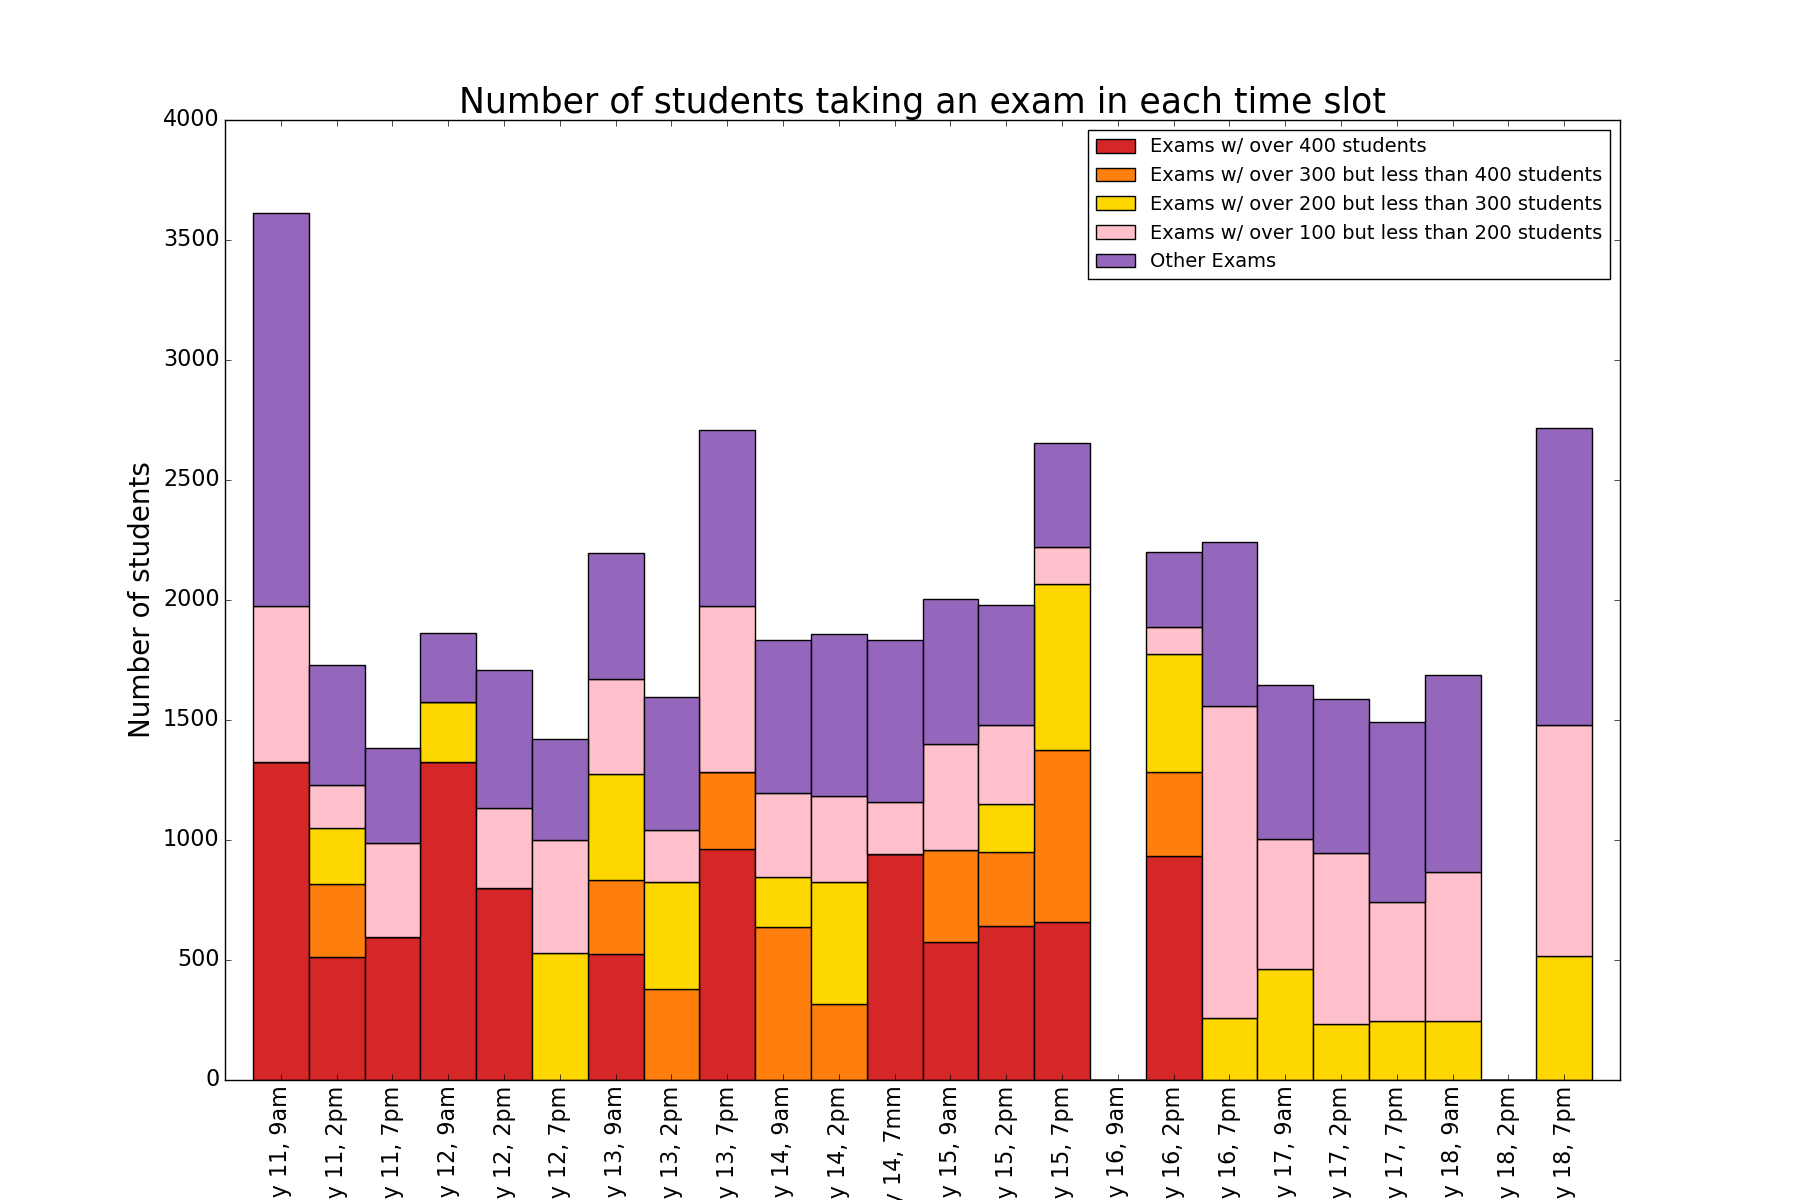 Number of students taking an exam in each time slot
Exams w/ over 400 students
Exams w/ over 300 but less than 400 students
Exams w/ over 200 but less than 300 students
Exams w/ over 100 but less than 200 students
Other Exams
Number of students
4000
3500
3000
2500
2000
1500
1000
500
0
y 11, 9am
y 11, 2pm
y 11, 7pm
y 12, 9am
y 12, 2pm
y 12, 7pm
y 13, 9am
y 13, 2pm
y 13, 7pm
y 14, 9am
y 14, 2pm
y 14, 7mm
y 15, 9am
y 15, 2pm
y 15, 7pm
y 16, 9am
y 16, 2pm
y 16, 7pm
y 17, 9am
y 17, 2pm
y 17, 7pm
y 18, 9am
y 18, 2pm
y 18, 7pm